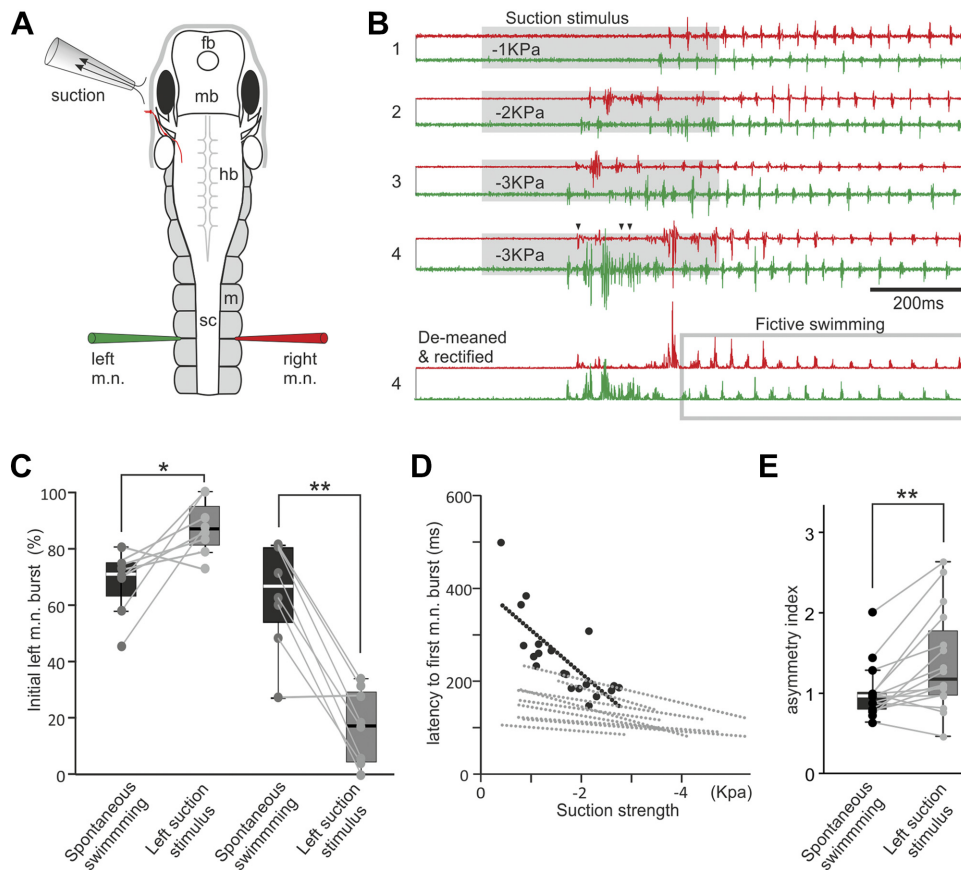 A
suction
fb
mb
hb
m
sc
left
m.n.
right
m.n.
B
Suction stimulus
1
-1KPa
2
-2KPa
3
-3KPa
4
-3KPa
200ms
De-meaned
& rectified
Fictive swimming
4
C
Initial left m.n. burst (%)
100
80
60
40
20
0
*
**
Spontaneous
swimmming
Left suction
stimulus
Spontaneous
swimmming
Left suction
stimulus
D
latency to first m.n. burst (ms)
600
400
200
0
0
-2
-4
(Kpa)
Suction strength
E
asymmetry index
3
2
1
0
**
Spontaneous
swimming
Left suction
stimulus